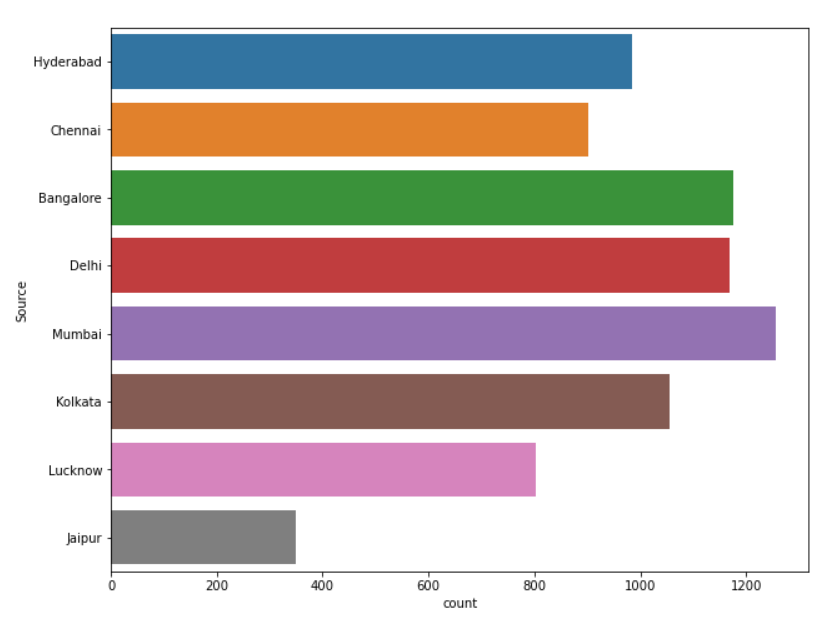 Hyderabad
Chennai
Bangalore
Delhi
Source
Mumbai
Kolkata
Lucknow
Jaipur
0 200 400 600 800 1000 1200
count